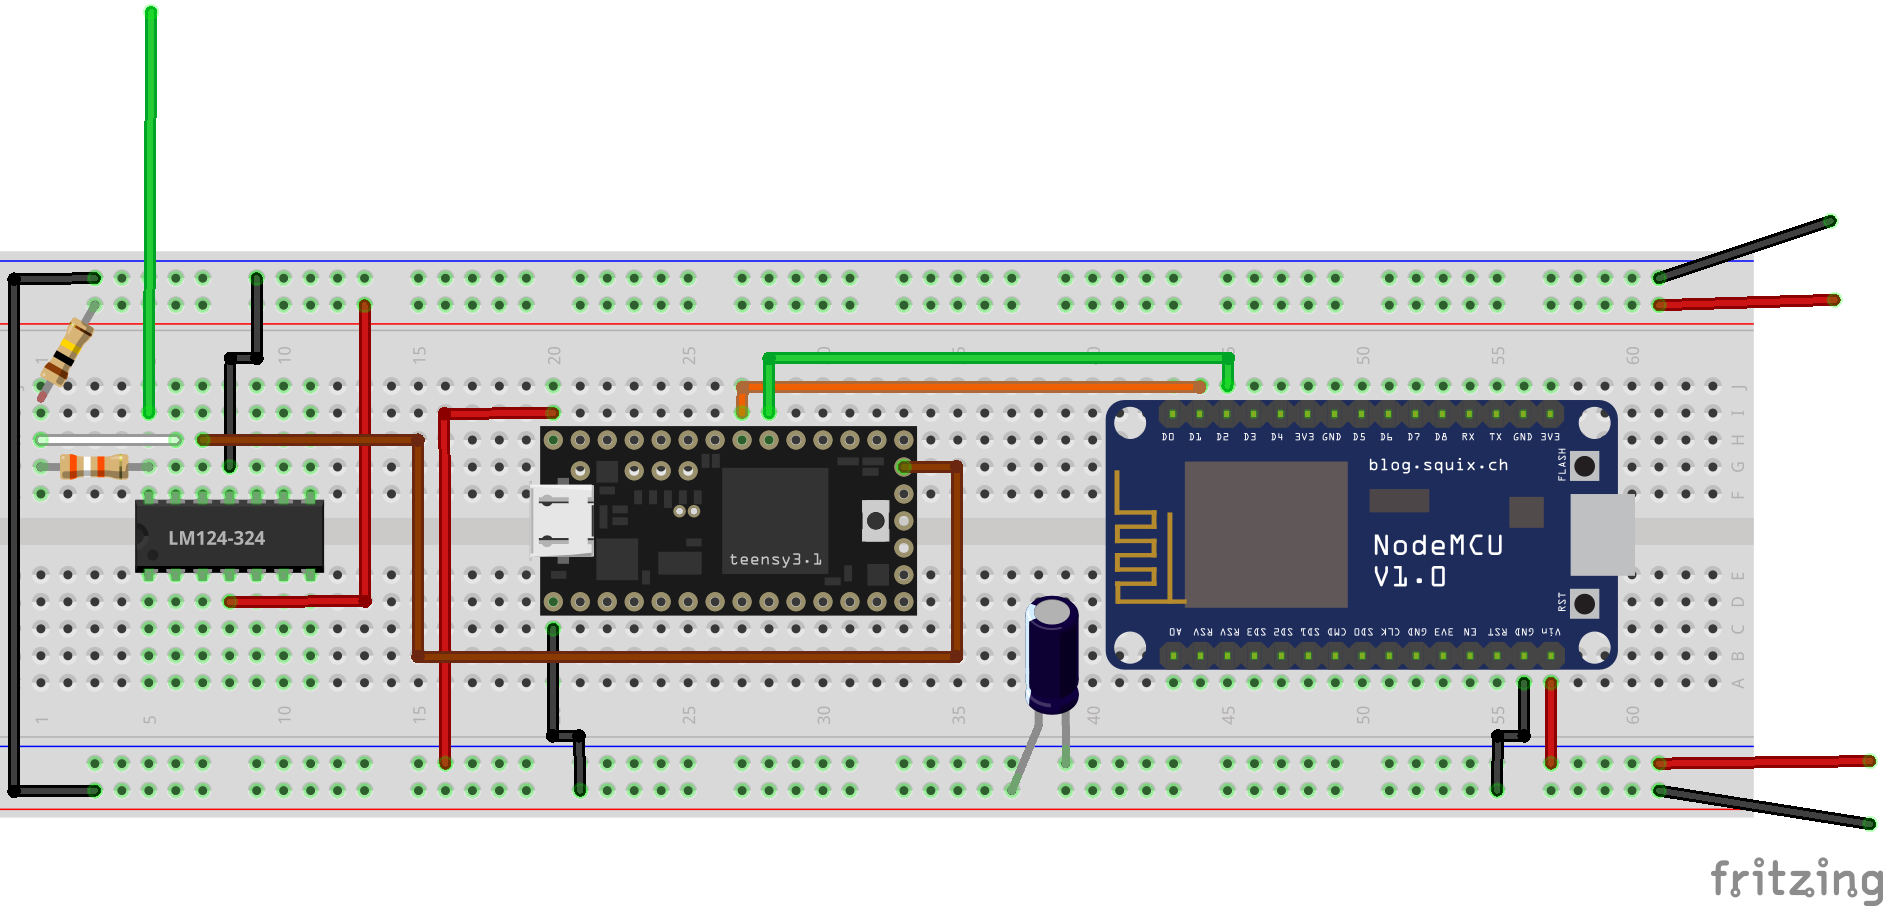 1 10 15 20 25 30 35 40 45 50 55 60
J
I
H
G
F
D0 D1 D2 D3 D4 3V3 GND D5 D6 D7 D8 RX TX GND 3V3
blog.squix.ch
FLASH
LM124-324
NodeMCU
V1.0
teensy3.1
RST
E
D
C
B
A
A0 RSV RSV SD3 SD2 SD1 CMD SD0 CLK GND 3V3 EN RST GND Vin
1 5 10 15 25 30 35 40 45 50 55 60
fritzing